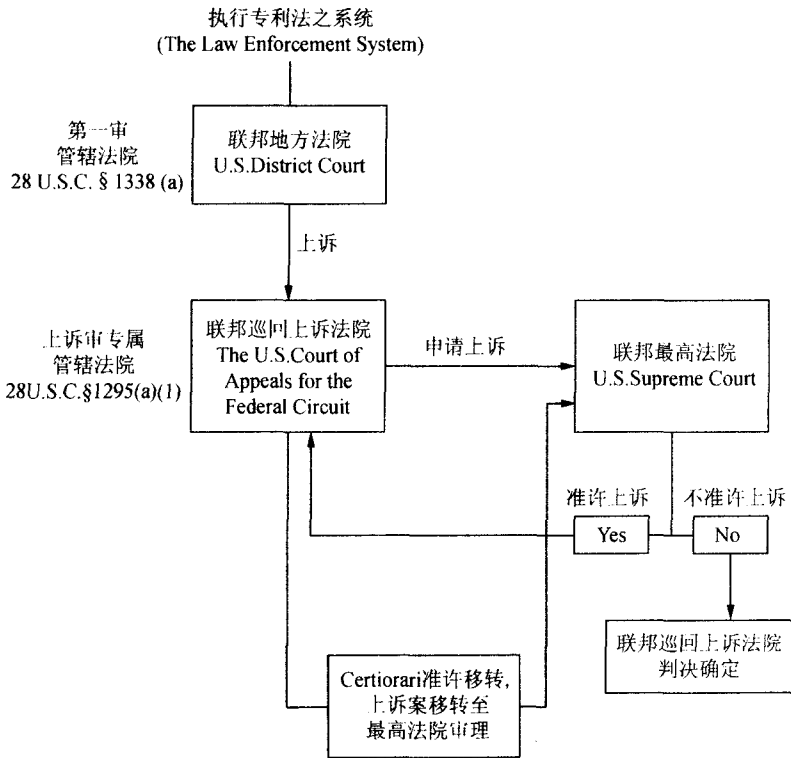 执行专利法之系统
(The Law Enforcement System)
第一审
管辖法院
28 U.S.C. § 1338 (a)
联邦地方法院
U.S.District Court
上诉
上诉审专属
管辖法院
28U.S.C.§1295(a)(1)
联邦巡回上诉法院
The U.S.Court of
Appeals for the
Federal Circuit
申请上诉
联邦最高法院
U.S.Supreme Court
准许上诉
不准许上诉
Yes
No
联邦巡回上诉法院
判决确定
Certiorari准许移转,
上诉案移转至
最高法院审理